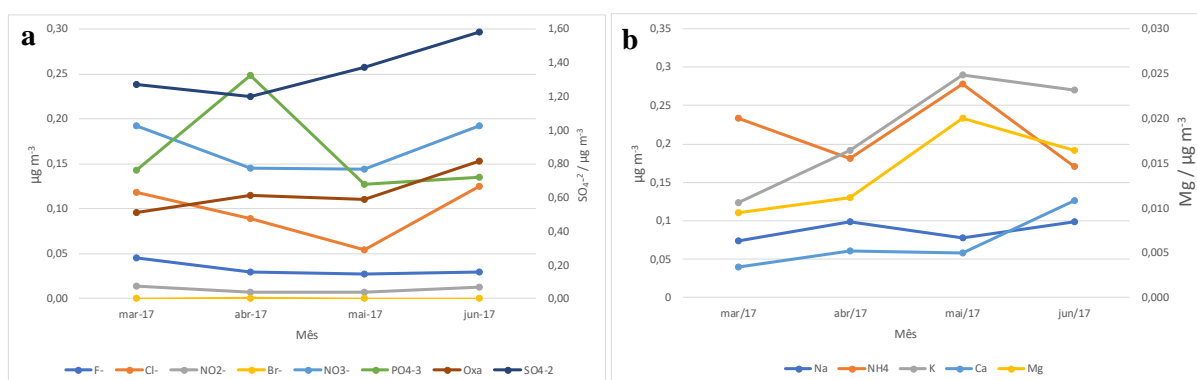 a
0,30
0,25
0,20
0,15
0,10
0,05
0,00
µg m-3
1,60
1,40
1,20
1,00
0,80
0,60
0,40
0,20
0,00
SO4-2 / µg m-3
mar-17 abr-17 mai-17 jun-17
Mês
F- Cl- NO2- Br- NO3- PO4-3 Oxa SO4-2
b
0,35
0,3
0,25
0,2
0,15
0,1
0,05
0
µg m-3
0,030
0,025
0,020
0,015
0,010
0,005
0,000
Mg / µg m-3
mar/17 abr/17 mai/17 jun/17
Mês
Na NH4 K Ca Mg